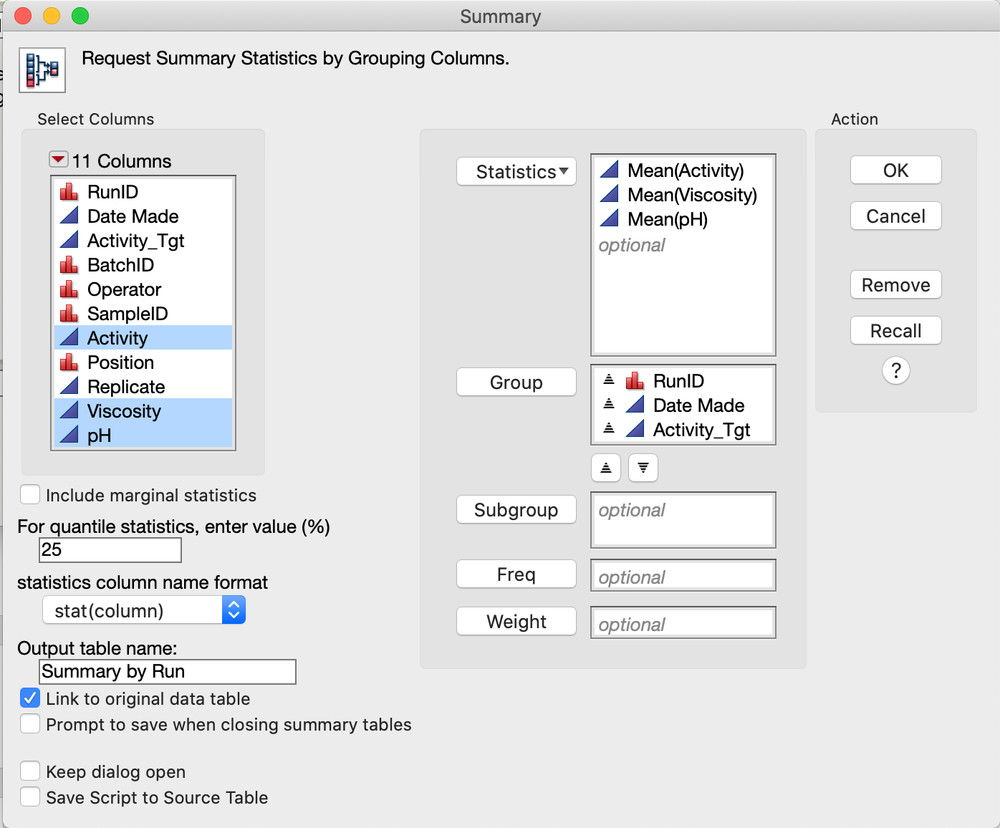 Summary
Request Summary Statistics by Grouping Columns.
Select Columns
11 Columns
RunID
Date Made
Activity_Tgt
BatchID
Operator
SampleID
Activity
Position
Replicate
Viscosity
pH
Include marginal statistics
For quantile statistics, enter value (%)
25
statistics column name format
stat(column)
Output table name:
Summary by Run
Link to original data table
Prompt to save when closing summary tables
Keep dialog open
Save Script to Source Table
Statistics
Mean(Activity)
Mean(Viscosity)
Mean(pH)
optional
Group
RunID
Date Made
Activity_Tgt
Subgroup
optional
Freq
optional
Weight
optional
Action
OK
Cancel
Remove
Recall
?